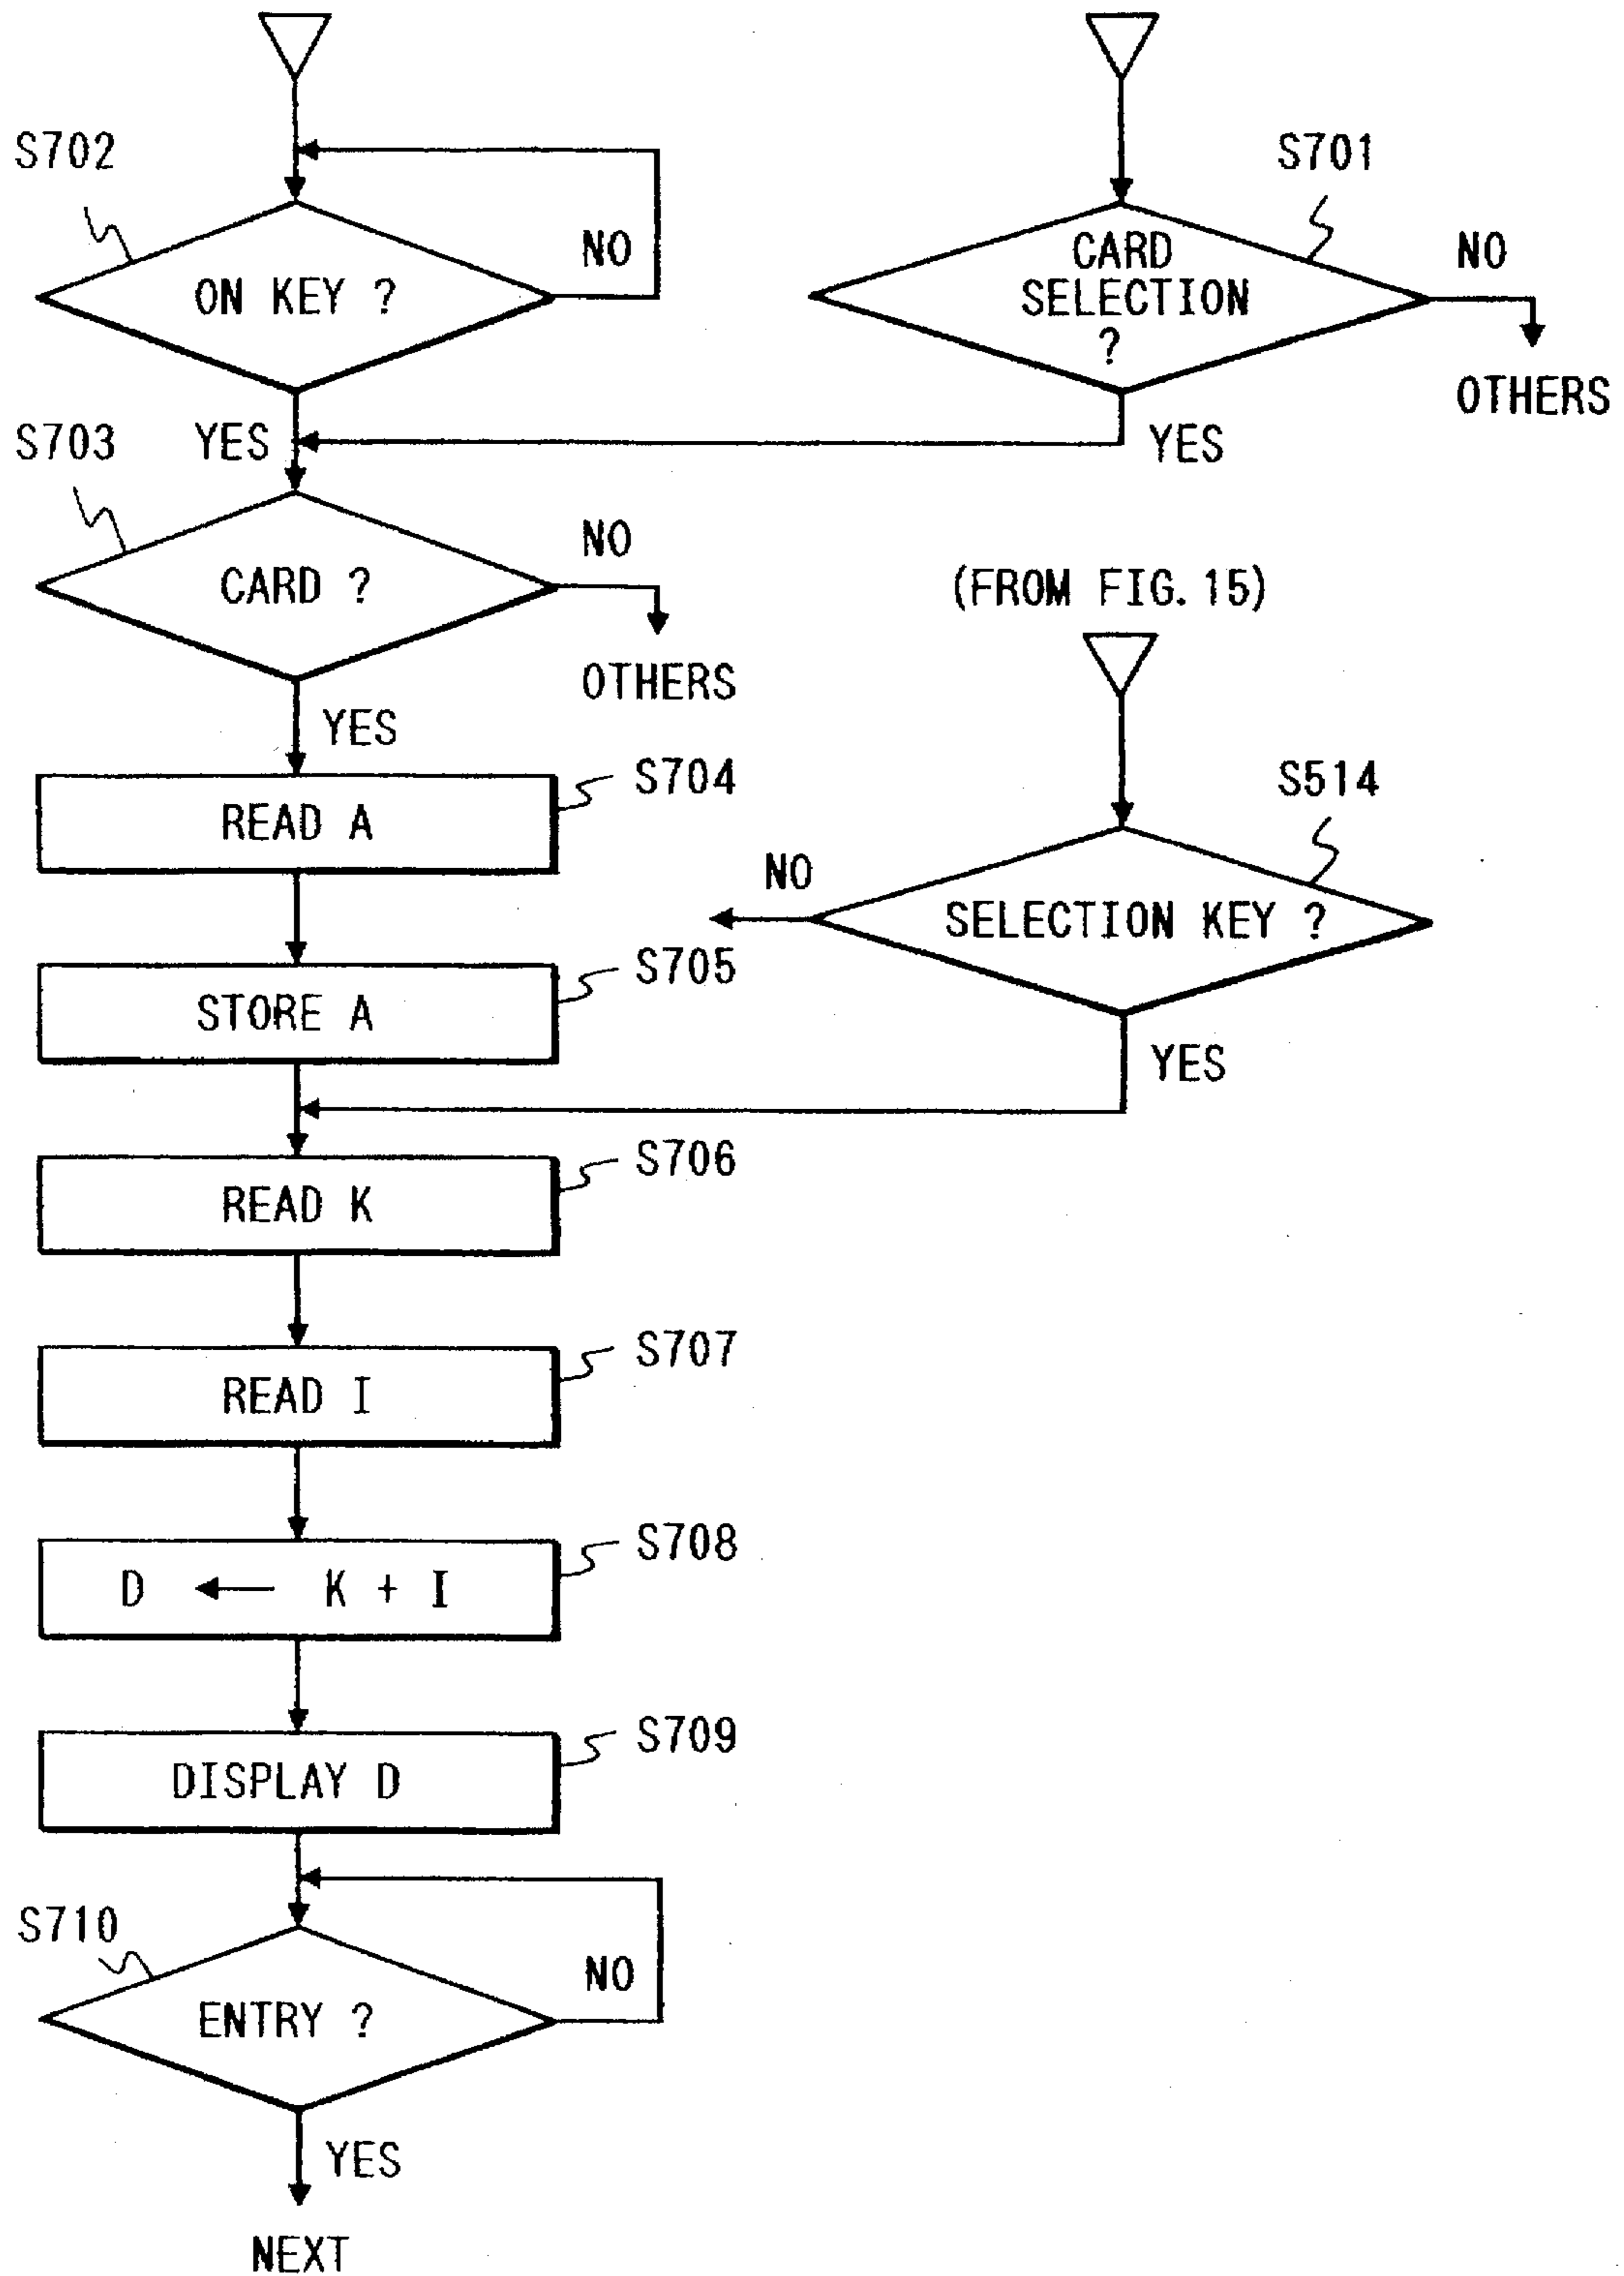 S702
S701
NO
ON KEY ?
CARD
SELECTION
?
NO
OTHERS
S703
YES
YES
NO
CARD ?
(FROM FIG. 15)
OTHERS
YES
S704
READ A
S514
NO
SELECTION KEY ?
S705
STORE A
YES
S706
READ K
S707
READ I
S708
D ← K + I
S709
DISPLAY D
S710
NO
ENTRY ?
YES
NEXT